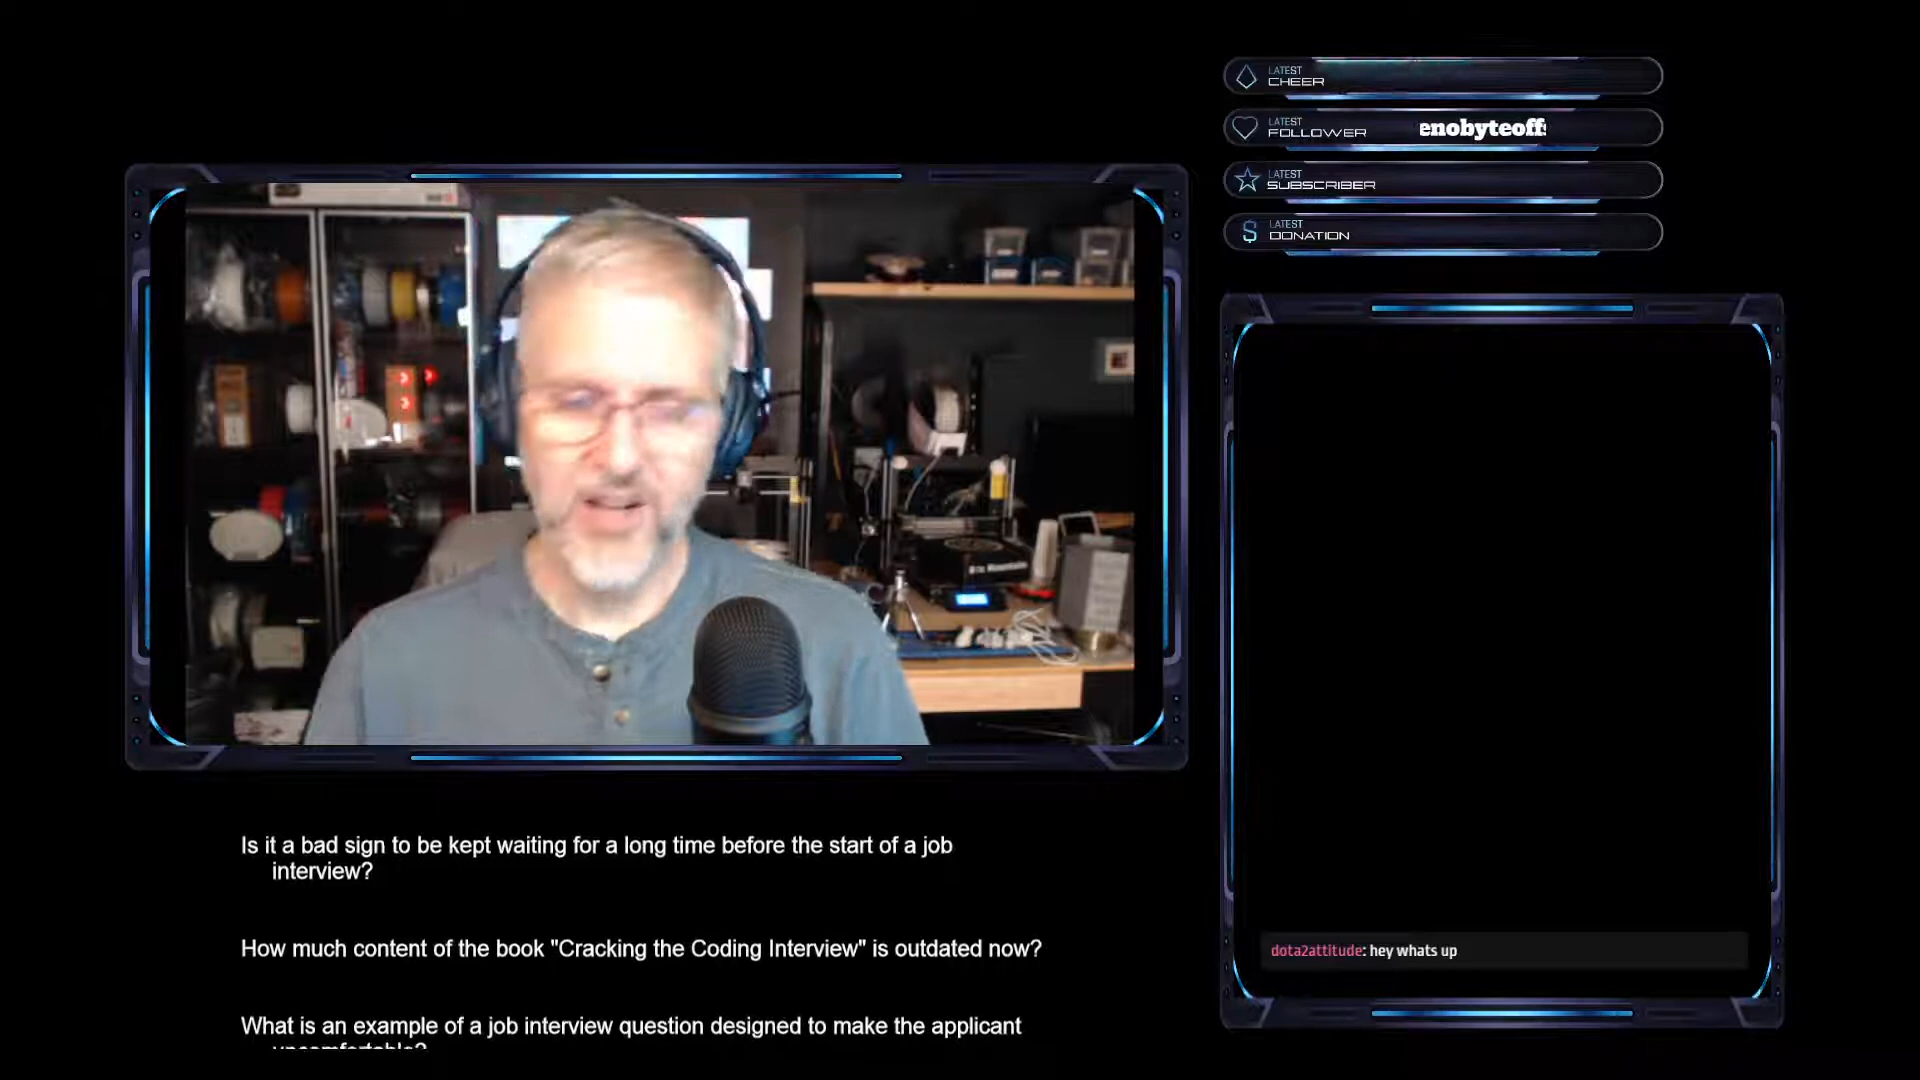 LATEST
CHEER
LATEST
FOLLOWER
enobyteoffs
LATEST
SUBSCRIBER
LATEST
DONATION
Is it a bad sign to be kept waiting for a long time before the start of a job
interview?
How much content of the book "Cracking the Coding Interview" is outdated now?
What is an example of a job interview question designed to make the applicant
uncomfortable?
dota2attitude: hey whats up